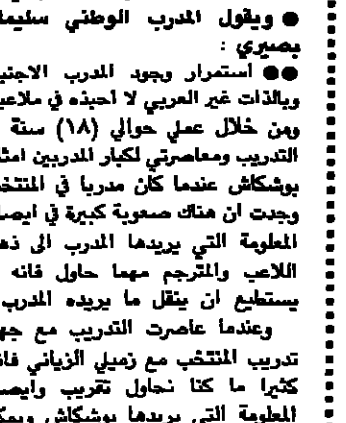 ● ويقول المدرب الوطني سليما
بصيري :
●● استمرار وجود المدرب الاجنب
وبالذات غير العربي لا احبذه في ملاعب
ومن خلال عملي حوالي (١٨) سنة
التدريب ومعاصرتي لكبار المدربين امثا
بوشكاش عندما كان مدربا في المنتخ
وجدت ان هناك صعوبة كبيرة في ايصا
المعلومة التي يريدها المدرب الى ذه
اللاعب والمترجم مهما حاول فانه
يستطيع ان ينقل ما يريده المدرب
وعندما عاصرت التدريب مع جه
تدريب المنتخب مع زميلي الزياني فان
كثيرا ما كنا نحاول تقريب وايص
المعلومة التي يريدها بوشكاش ويمك